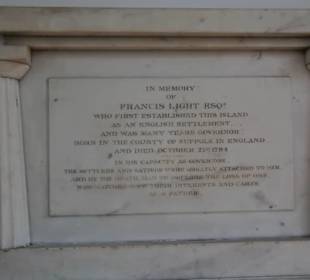 IN MEMORY
OF
FRANCIS LIGHT ESQR
WHO FIRST ESTABLISHED THIS ISLAND
AS AN ENGLISH SETTLEMENT
AND WAS MANY YEARS GOVERNOR
BORN IN THE COUNTY OF SUFFOLK IN ENGLAND
AND DIED OCTOBER 21ST 1794
IN HIS CAPACITY AS GOVERNOR
THE SETTLERS AND NATIVES WERE GREATLY ATTACHED TO HIM
AND BY HIS DEATH HAD TO DEPLORE THE LOSS OF ONE
WHO WATCHED OVER THEIR INTERESTS AND CARES
AS A FATHER